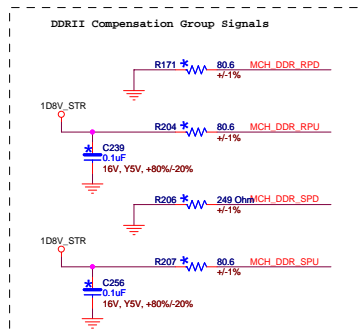 DDRII Compensation Group Signals
R171 * 80.6 MCH_DDR_RPD
+/-1%
1D8V_STR
R204 * 80.6 MCH_DDR_RPU
+/-1%
* C239
0.1uF
16V, Y5V, +80%/-20%
R206 * 249 Ohm MCH_DDR_SPD
+/-1%
1D8V_STR
R207 * 80.6 MCH_DDR_SPU
+/-1%
* C256
0.1uF
16V, Y5V, +80%/-20%